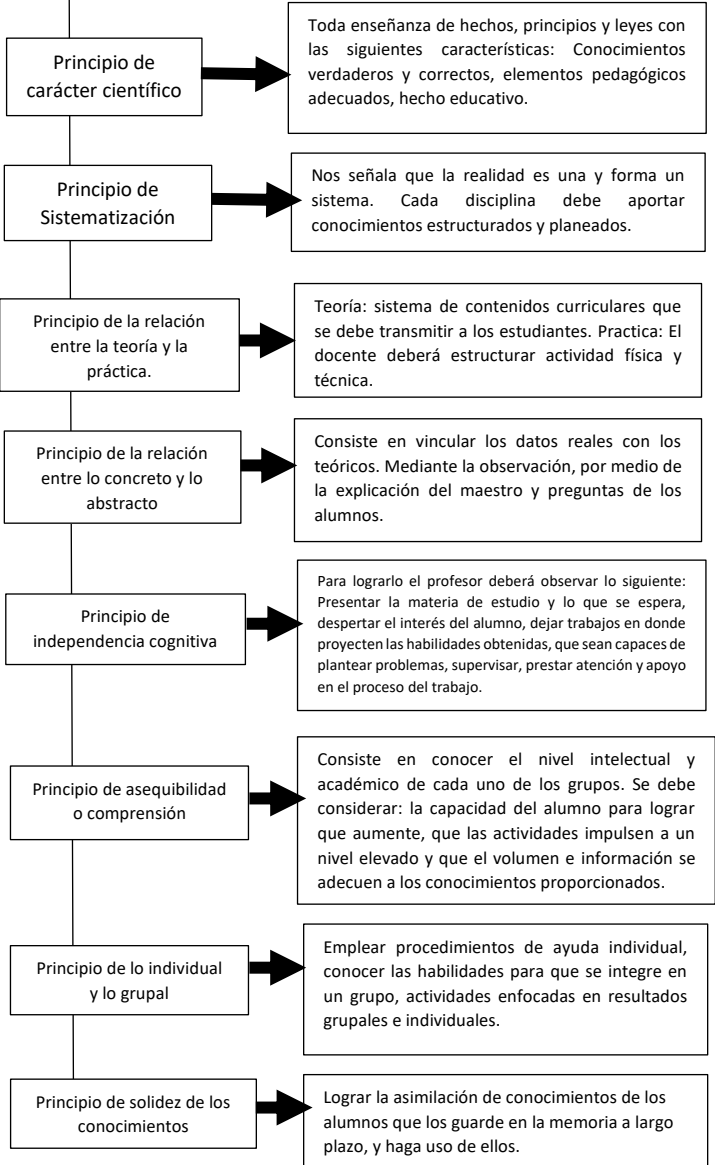 Principio de
carácter científico
Toda enseñanza de hechos, principios y leyes con
las siguientes características: Conocimientos
verdaderos y correctos, elementos pedagógicos
adecuados, hecho educativo.
Principio de
Sistematización
Nos señala que la realidad es una y forma un
sistema. Cada disciplina debe aportar
conocimientos estructurados y planeados.
Principio de la relación
entre la teoría y la
práctica.
Teoría: sistema de contenidos curriculares que
se debe transmitir a los estudiantes. Practica: El
docente deberá estructurar actividad física y
técnica.
Principio de la relación
entre lo concreto y lo
abstracto
Consiste en vincular los datos reales con los
teóricos. Mediante la observación, por medio de
la explicación del maestro y preguntas de los
alumnos.
Principio de
independencia cognitiva
Para lograrlo el profesor deberá observar lo siguiente:
Presentar la materia de estudio y lo que se espera,
despertar el interés del alumno, dejar trabajos en donde
proyecten las habilidades obtenidas, que sean capaces de
plantear problemas, supervisar, prestar atención y apoyo
en el proceso del trabajo.
Principio de asequibilidad
o comprensión
Consiste en conocer el nivel intelectual y
académico de cada uno de los grupos. Se debe
considerar: la capacidad del alumno para lograr
que aumente, que las actividades impulsen a un
nivel elevado y que el volumen e información se
adecuen a los conocimientos proporcionados.
Principio de lo individual
y lo grupal
Emplear procedimientos de ayuda individual,
conocer las habilidades para que se integre en
un grupo, actividades enfocadas en resultados
grupales e individuales.
Principio de solidez de los
conocimientos
Lograr la asimilación de conocimientos de los
alumnos que los guarde en la memoria a largo
plazo, y haga uso de ellos.